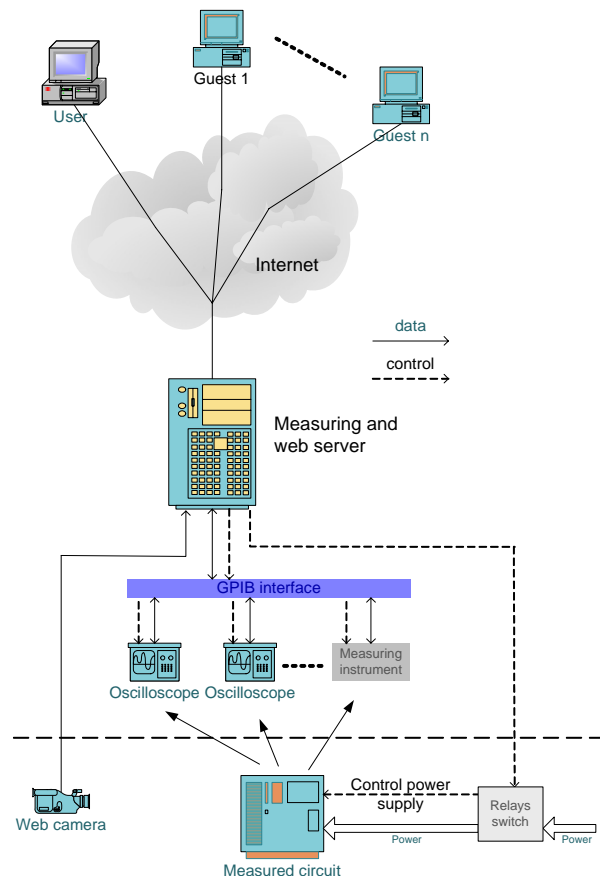 Guest 1
User
Guest n
Internet
data
control
Measuring and
web server
GPIB interface
Measuring
instrument
Oscilloscope
Oscilloscope
Control power
supply
Relays
switch
Web camera
Power
Power
Measured circuit